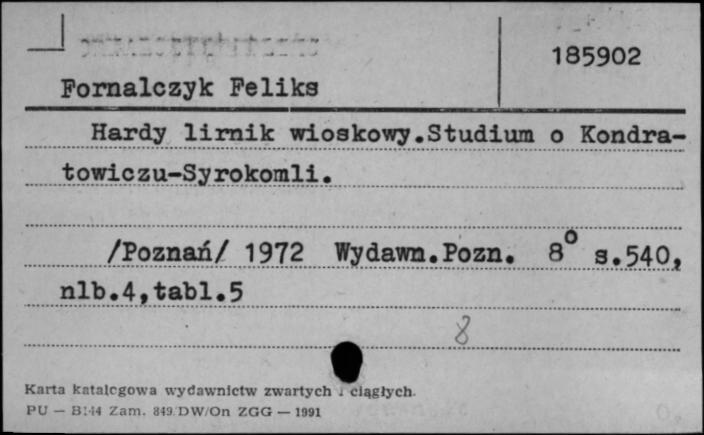 185902
Fornalczyk Feliks
Hardy lirnik wioskowy.Studium o Kondra-
towiczu-Syrokomli.
/Poznań/ 1972 Wydawn.Pozn. 8° s.540,
nlb.4,tabl.5
8
Karta katalogowa wydawnictw zwartych i ciągłych.
PU — B144 Zam. 849/DW/On ZGG — 1991